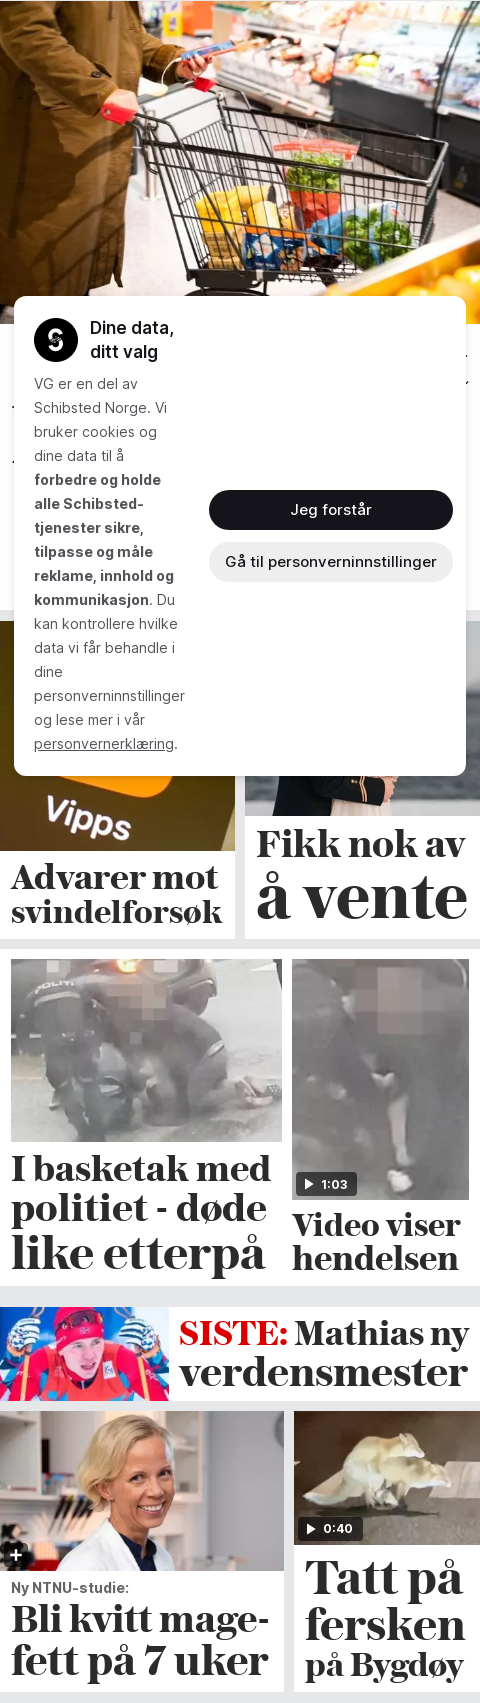 Dine data,
ditt valg
VG er en del av
Schibsted Norge. Vi
bruker cookies og
dine data til å
forbedre og holde
alle Schibsted-
tjenester sikre,
tilpasse og måle
reklame, innhold og
kommunikasjon. Du
kan kontrollere hvilke
data vi får behandle i
dine
personverninnstillinger
og lese mer i vår
personvernerklæring.
Jeg forstår
Gå til personverninnstillinger
Vipps
Advarer mot
svindelforsøk
Fikk nok av
å vente
POLITI
I basketak med
politiet - døde
like etterpå
1:03
Video viser
hendelsen
SISTE: Mathias ny
verdensmester
Ny NTNU-studie:
Bli kvitt mage-
fett på 7 uker
0:40
Tatt på
fersken
på Bygdøy